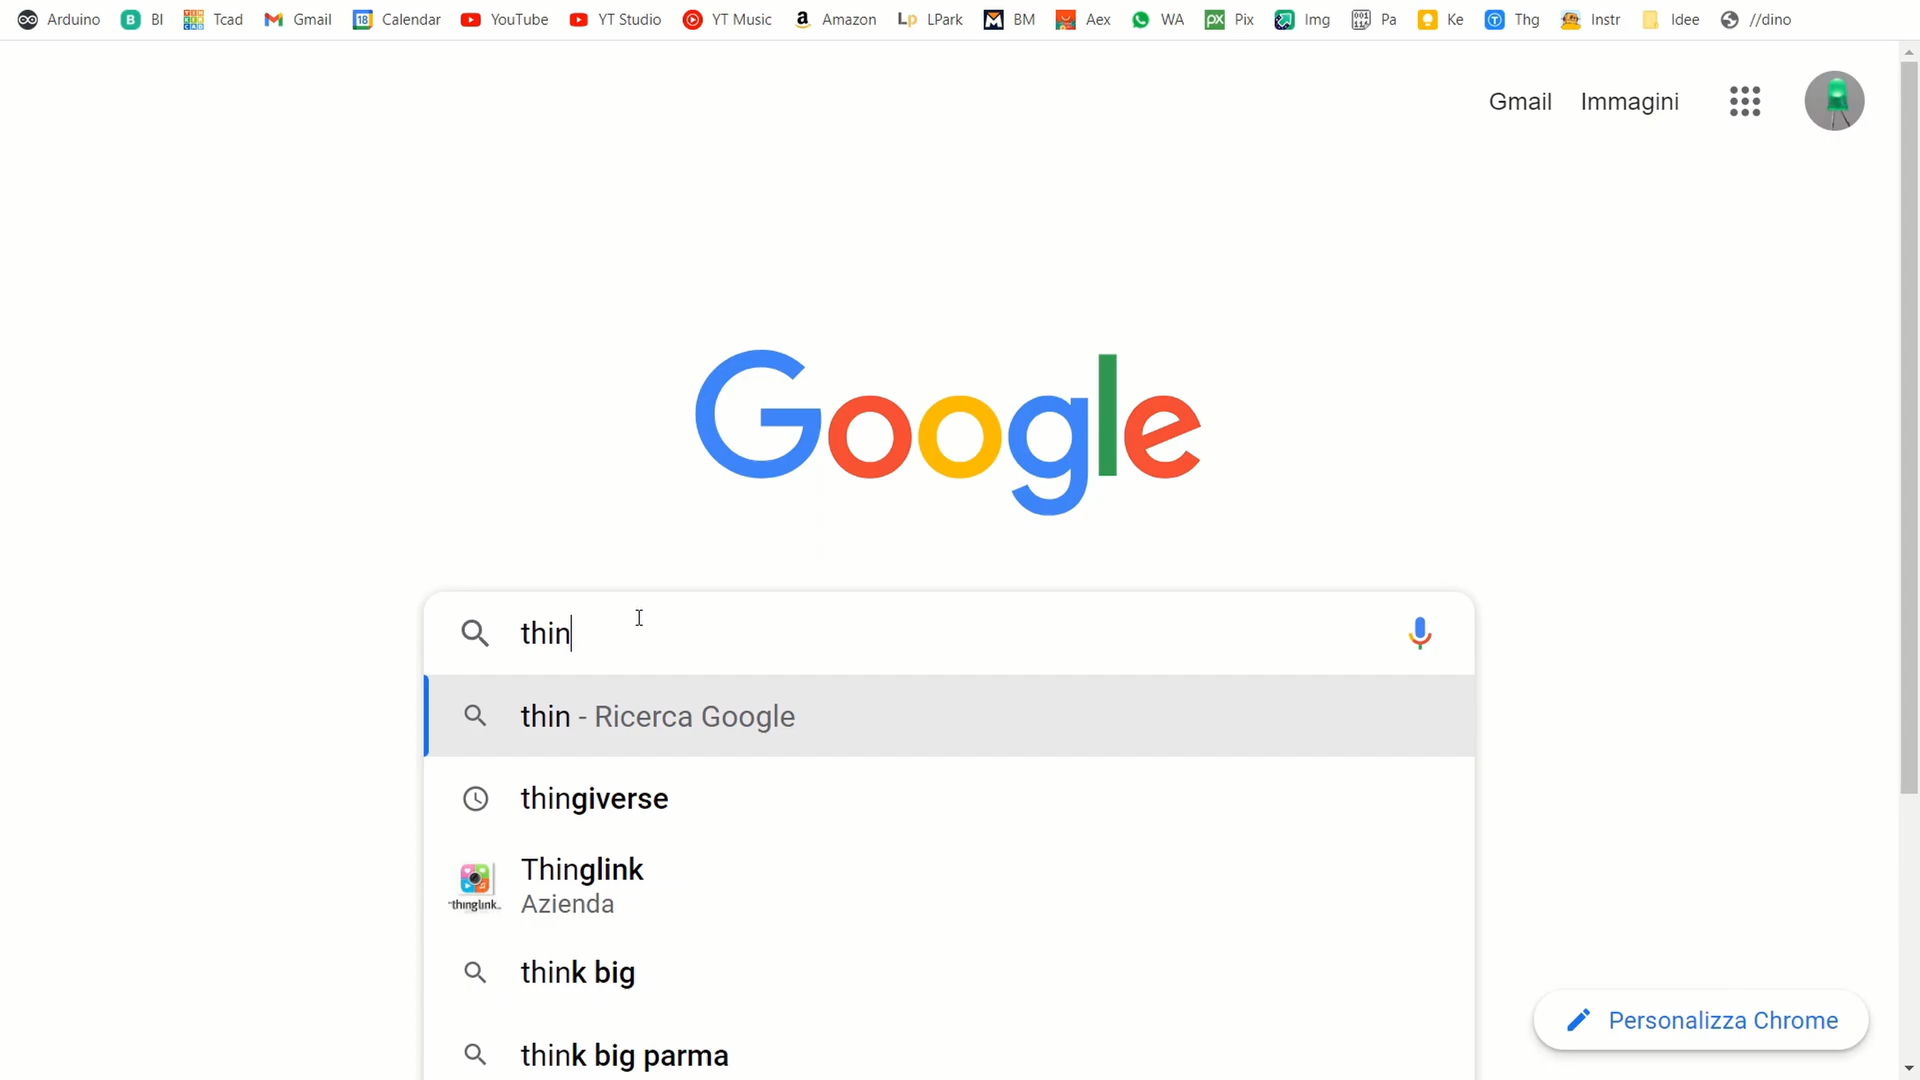 Arduino BI Tcad Gmail Calendar YouTube YT Studio YT Music Amazon LPark BM Aex WA Pix Img Pa Ke Thg Instr Idee //dino
Gmail Immagini
Google
thin
thin - Ricerca Google
thingiverse
Thinglink
thinglink..
Azienda
think big
think big parma
Personalizza Chrome